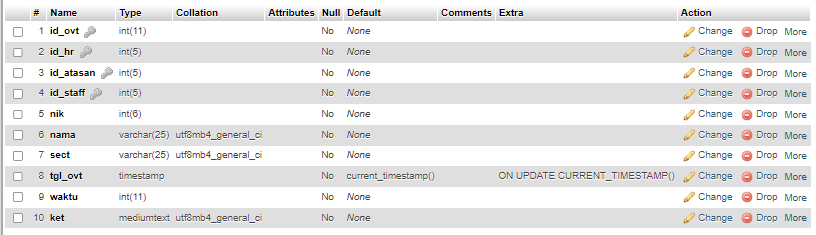 # Name Type Collation Attributes Null Default Comments Extra Action
1 id_ovt int(11) No None Change Drop More
2 id_hr int(5) No None Change Drop More
3 id_atasan int(5) No None Change Drop More
4 id_staff int(5) No None Change Drop More
5 nik int(6) No None Change Drop More
6 nama varchar(25) utf8mb4_general_ci No None Change Drop More
7 sect varchar(25) utf8mb4_general_ci No None Change Drop More
8 tgl_ovt timestamp No current_timestamp() ON UPDATE CURRENT_TIMESTAMP() Change Drop More
9 waktu int(11) No None Change Drop More
10 ket mediumtext utf8mb4_general_ci No None Change Drop More